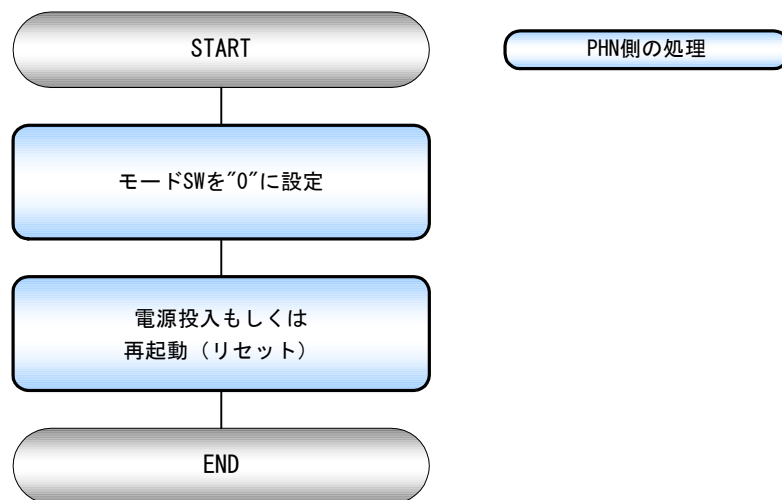 START
PHN側の処理
モードSWを"0"に設定
電源投入もしくは
再起動（リセット）
END